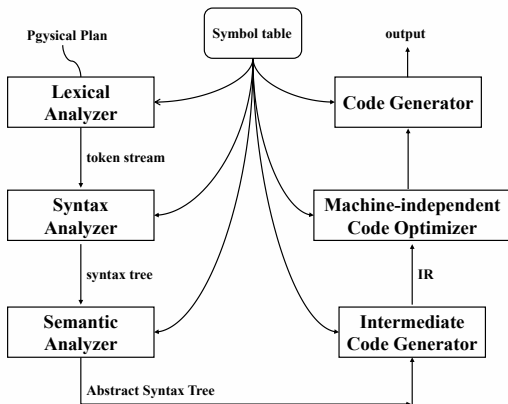 Pgysical Plan
Symbol table
output
Lexical
Analyzer
Code Generator
token stream
Syntax
Analyzer
Machine-independent
Code Optimizer
syntax tree
IR
Semantic
Analyzer
Intermediate
Code Generator
Abstract Syntax Tree